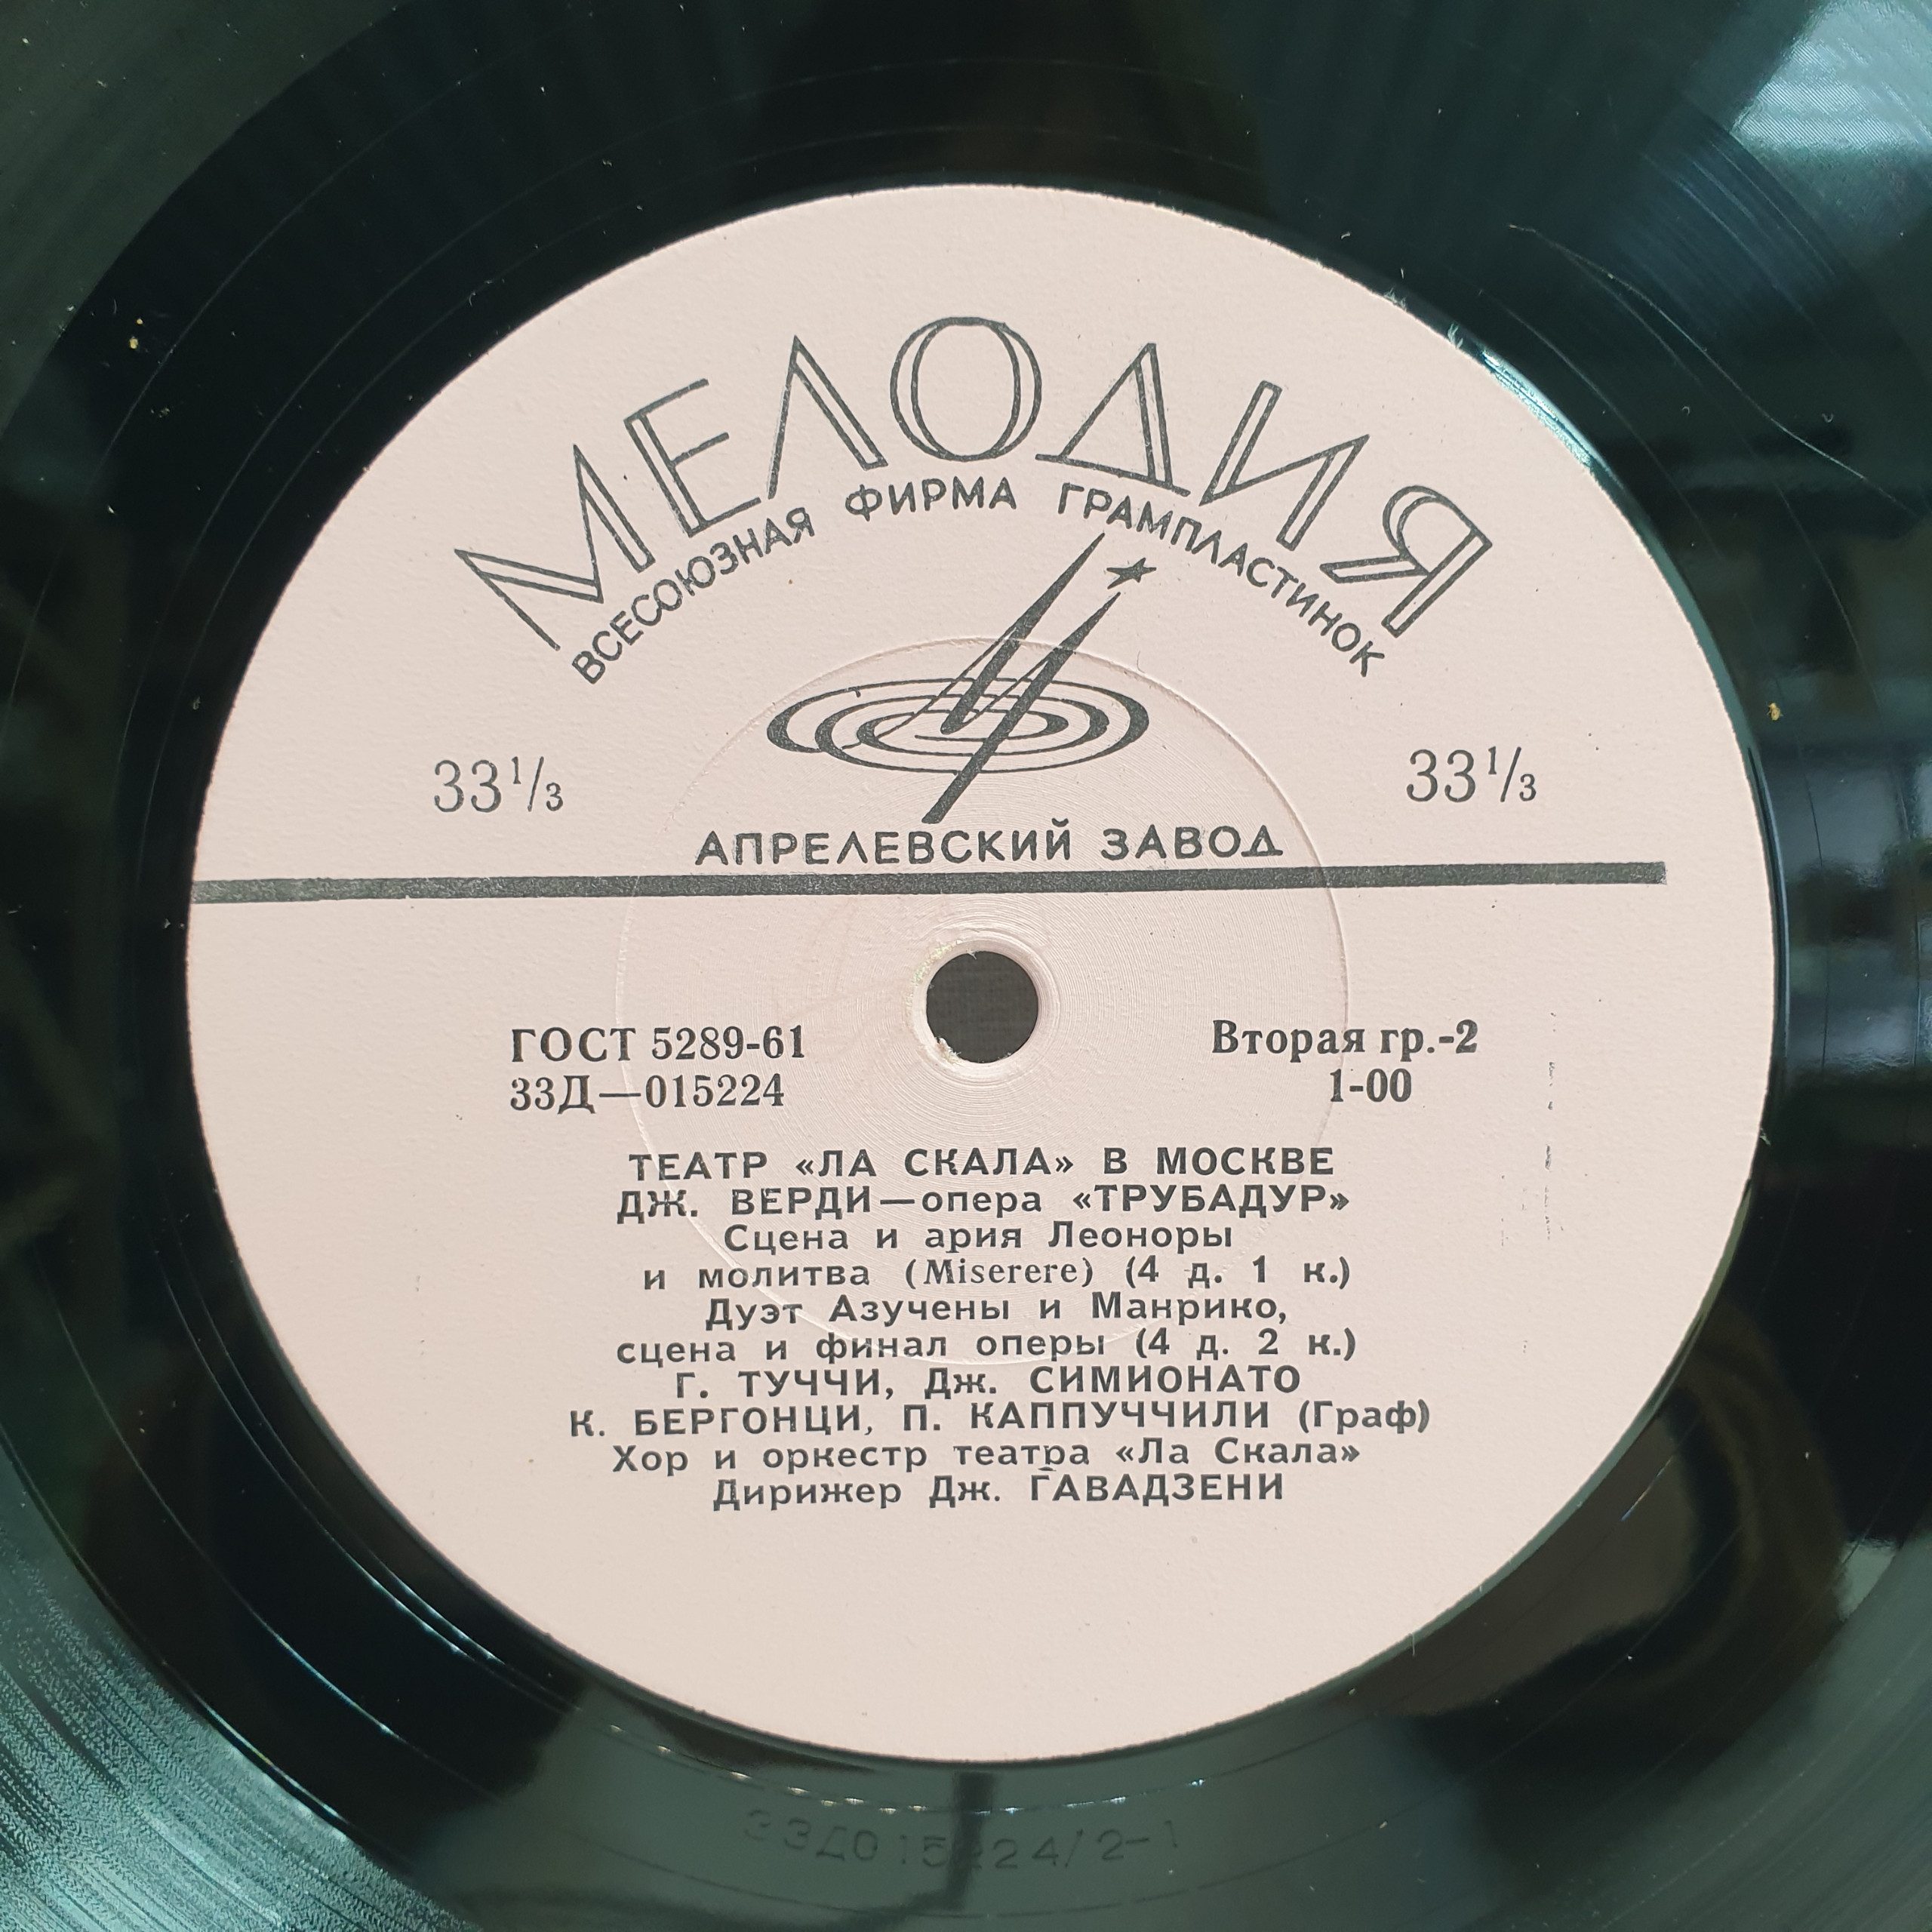 МЕЛОДИЯ
ВСЕСОЮЗНАЯ ФИРМА ГРАМПЛАСТИНОК
33 1/3 33 1/3
АПРЕЛЕВСКИЙ ЗАВОД
ГОСТ 5289-61 Вторая гр.-2
33Д—015224 1-00
ТЕАТР «ЛА СКАЛА» В МОСКВЕ
ДЖ. ВЕРДИ—опера «ТРУБАДУР»
Сцена и ария Леоноры
и молитва (Miserere) (4 д. 1 к.)
Дуэт Азучены и Манрико,
сцена и финал оперы (4 д. 2 к.)
Г. ТУЧЧИ, Дж. СИМИОНАТО
К. БЕРГОНЦИ, П. КАППУЧЧИЛИ (Граф)
Хор и оркестр театра «Ла Скала»
Дирижер Дж. ГАВАДЗЕНИ
33Д015224/2-1